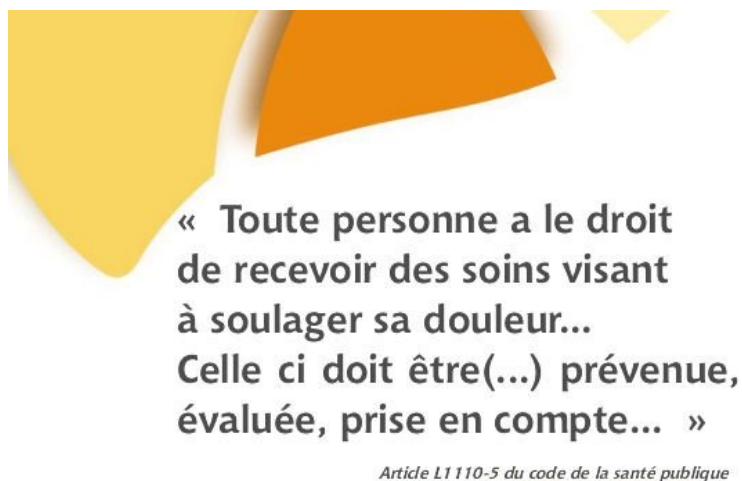 «  Toute personne a le droit
de recevoir des soins visant
à soulager sa douleur...
Celle ci doit être(...) prévenue,
évaluée, prise en compte...  »
Article L1110-5 du code de la santé publique